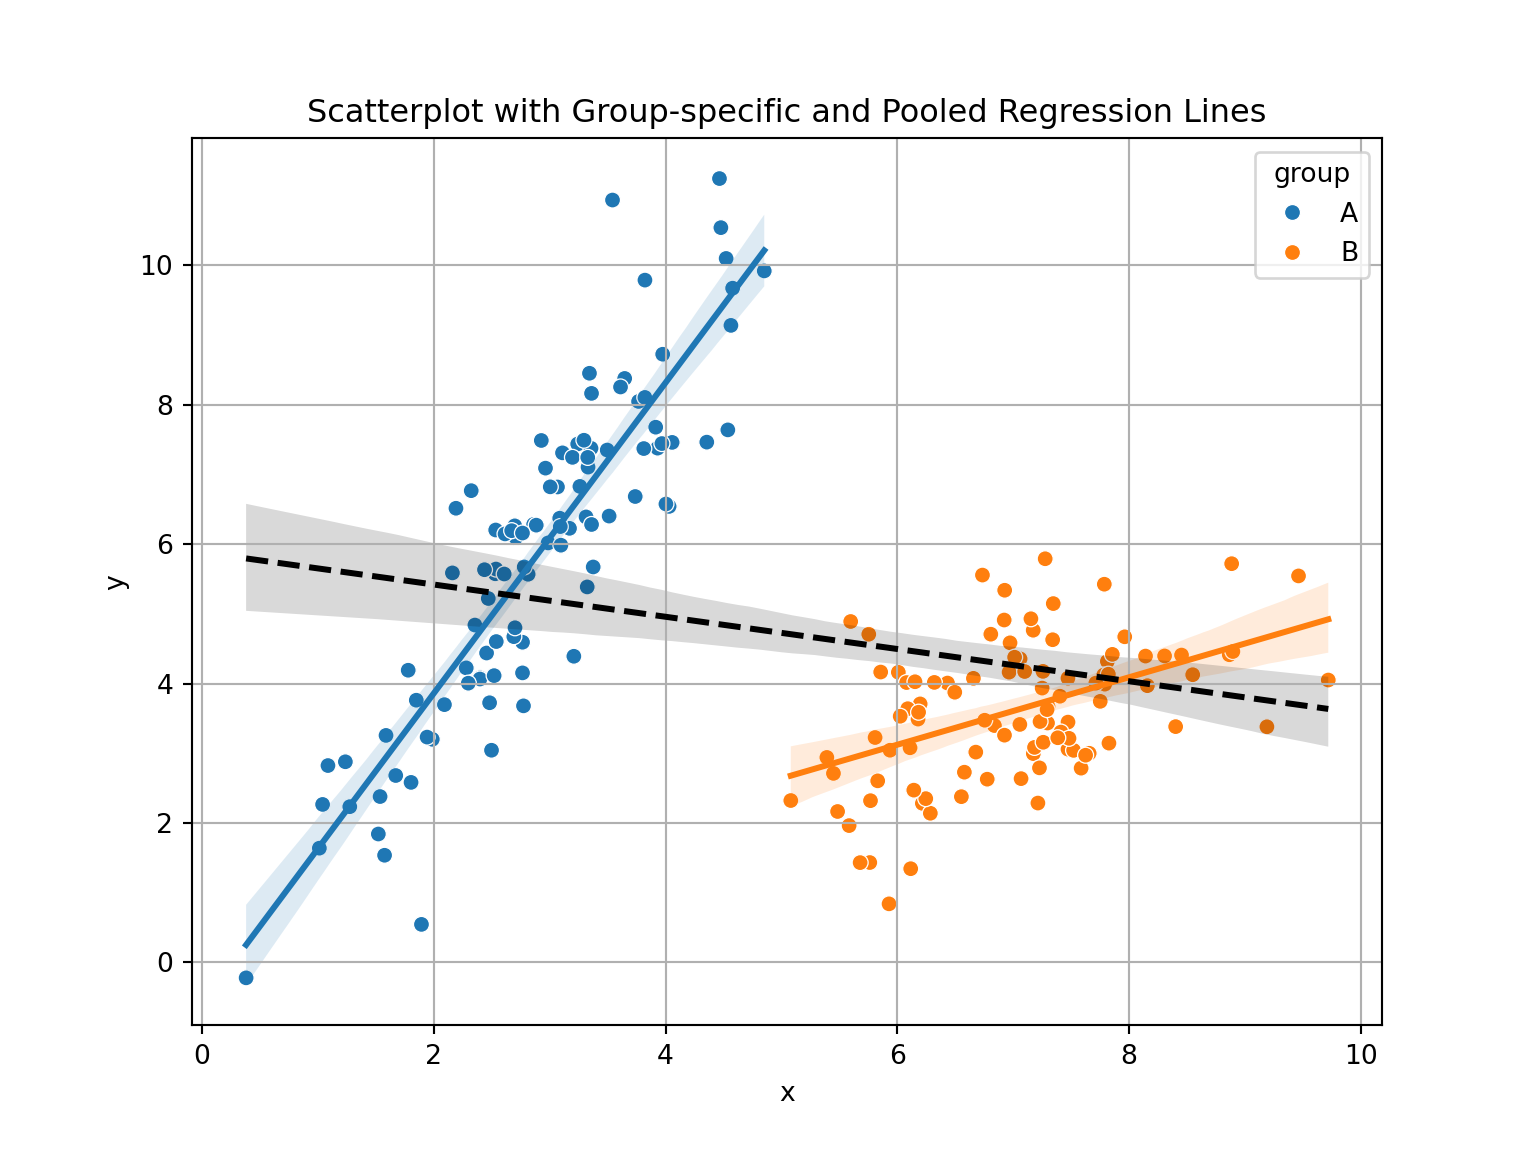 Scatterplot with Group-specific and Pooled Regression Lines
group
A
B
10
8
6
4
2
0
y
0 2 4 6 8 10
x